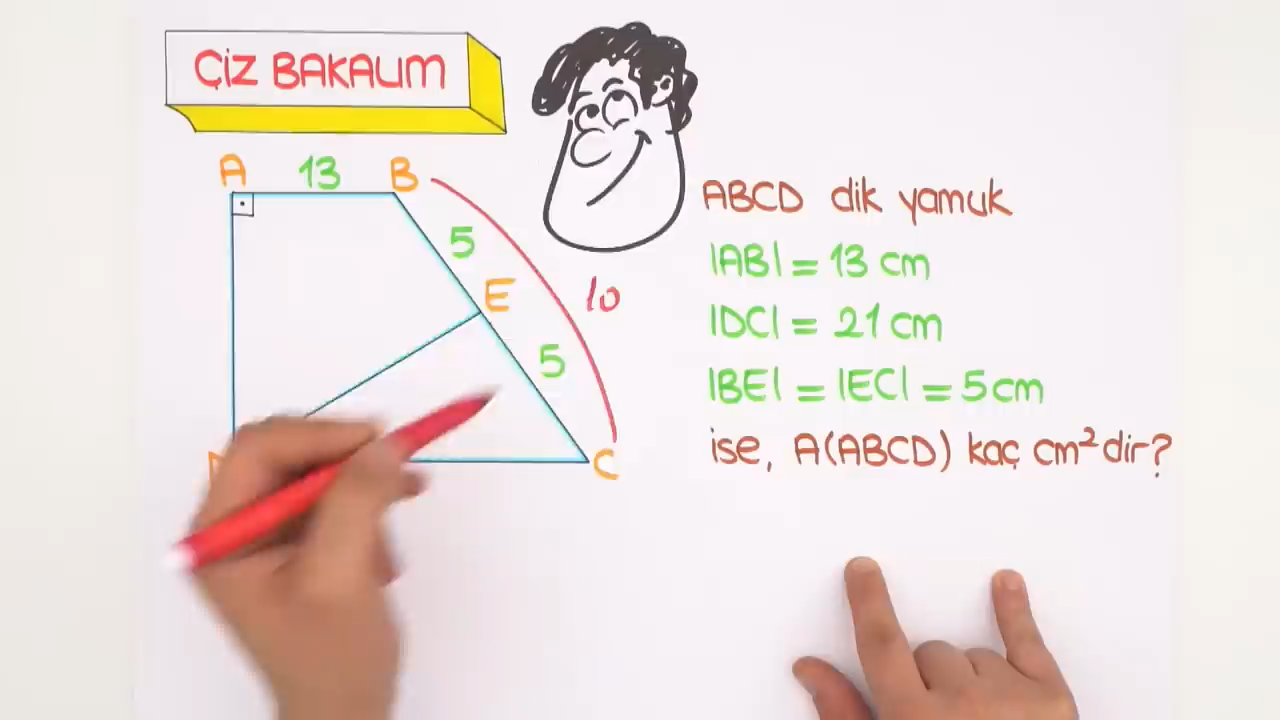 ÇİZ BAKALIM
A 13 B
5
E
10
5
C
ABCD dik yamuk
|AB| = 13 cm
|DC| = 21 cm
|BE| = |EC| = 5 cm
ise, A(ABCD) kaç cm² dir?